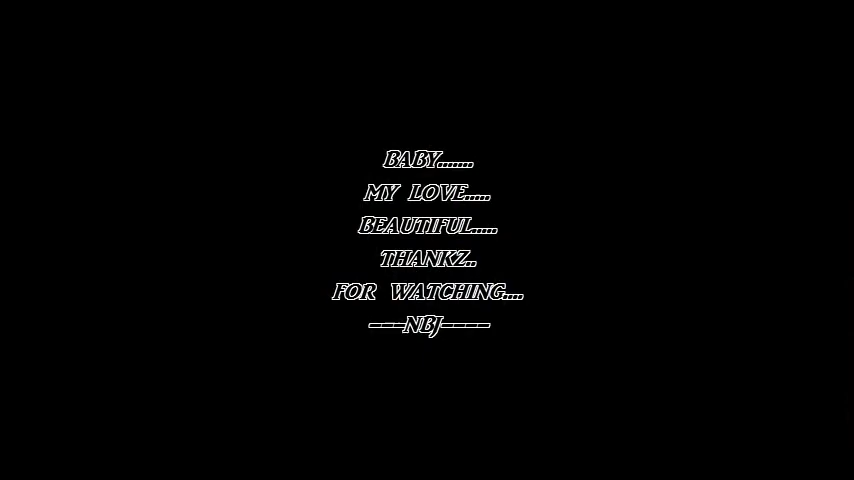 BABY.......
MY LOVE.....
BEAUTIFUL.....
THANKZ..
FOR WATCHING....
----NBJ-----